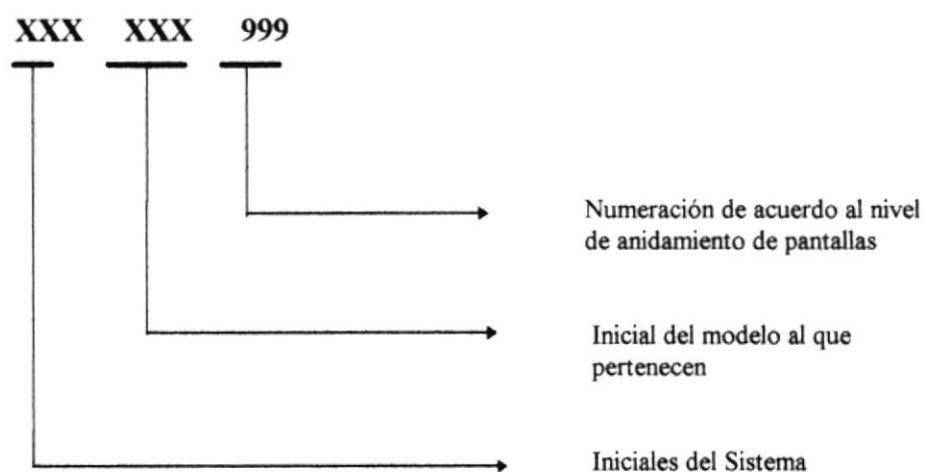 XXX XXX 999
Numeración de acuerdo al nivel
de anidamiento de pantallas
Inicial del modelo al que
pertenecen
Iniciales del Sistema